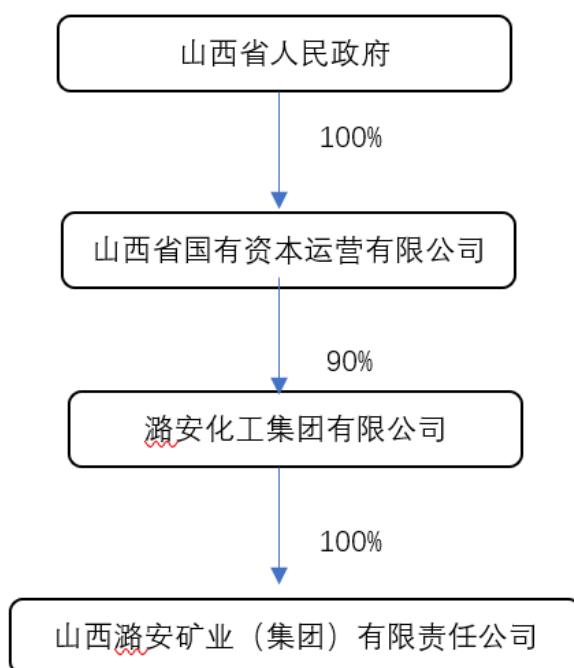 山西省人民政府
100%
山西省国有资本运营有限公司
90%
潞安化工集团有限公司
100%
山西潞安矿业（集团）有限责任公司